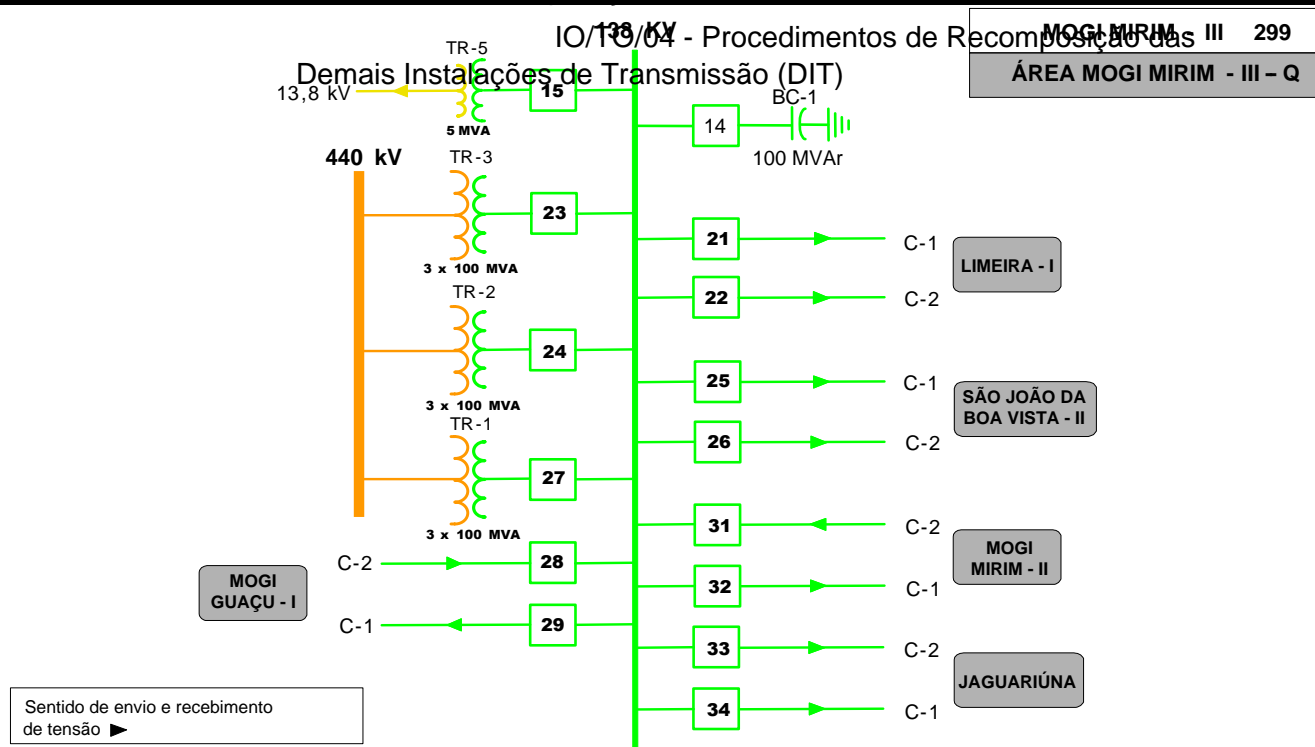 138 KV
IO/TO/04 - Procedimentos de Recomposição das
Demais Instalações de Transmissão (DIT)
MOGI MIRIM - III 299
ÁREA MOGI MIRIM - III – Q
TR-5
13,8 kV
15
5 MVA
BC-1
14
100 MVAr
440 kV
TR-3
23
3 x 100 MVA
TR-2
24
3 x 100 MVA
TR-1
27
3 x 100 MVA
21
C-1
LIMEIRA - I
22
C-2
25
C-1
SÃO JOÃO DA
BOA VISTA - II
26
C-2
31
C-2
MOGI
MIRIM - II
32
C-1
33
C-2
JAGUARIÚNA
34
C-1
C-2
28
MOGI
GUAÇU - I
C-1
29
Sentido de envio e recebimento
de tensão